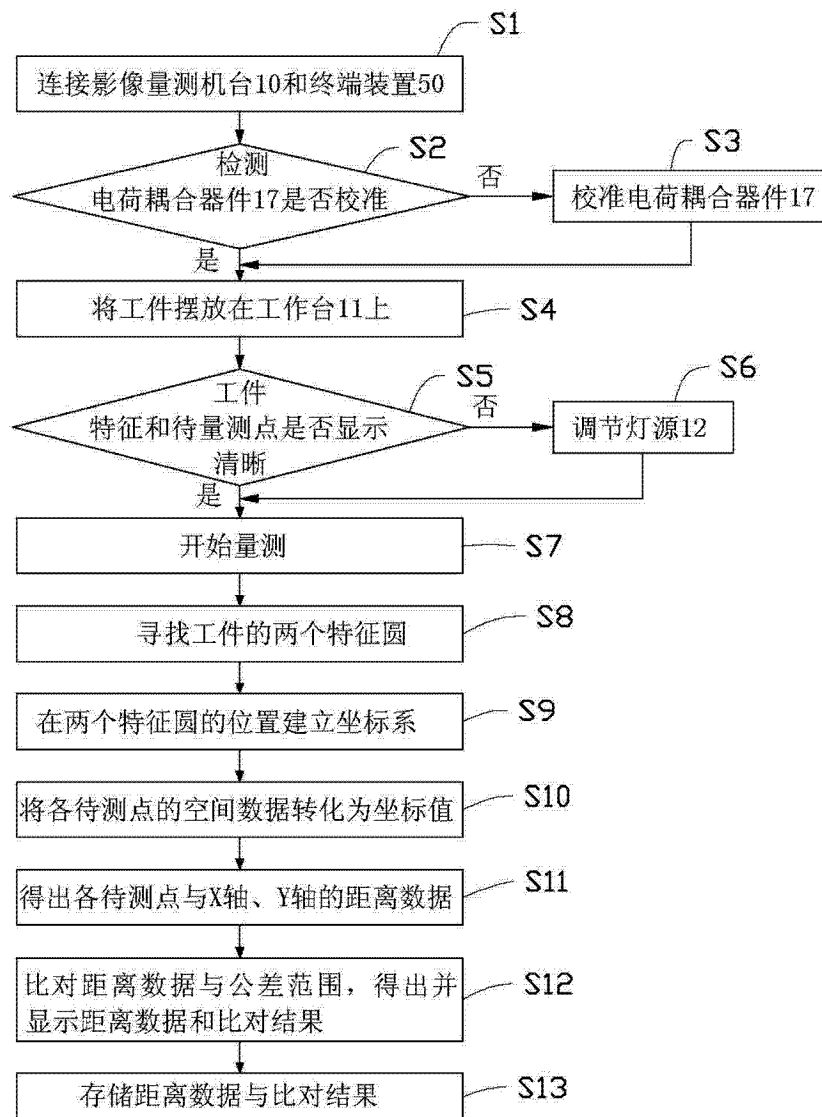 S1
连接影像量测机台10和终端装置50
S2
检测
电荷耦合器件17是否校准
否
S3
校准电荷耦合器件17
是
将工件摆放在工作台11上
S4
工件
特征和待量测点是否显示
清晰
S5
否
S6
调节灯源12
是
开始量测
S7
寻找工件的两个特征圆
S8
在两个特征圆的位置建立坐标系
S9
将各待测点的空间数据转化为坐标值
S10
得出各待测点与X轴、Y轴的距离数据
S11
比对距离数据与公差范围，得出并
显示距离数据和比对结果
S12
存储距离数据与比对结果
S13